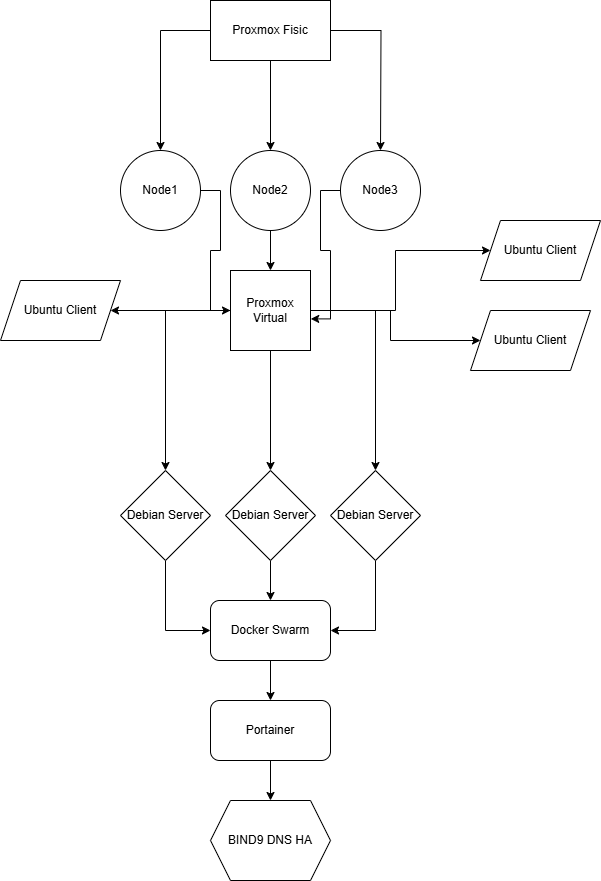 Proxmox Fisic
Node1
Node2
Node3
Ubuntu Client
Ubuntu Client
Proxmox
Virtual
Ubuntu Client
Debian Server
Debian Server
Debian Server
Docker Swarm
Portainer
BIND9 DNS HA